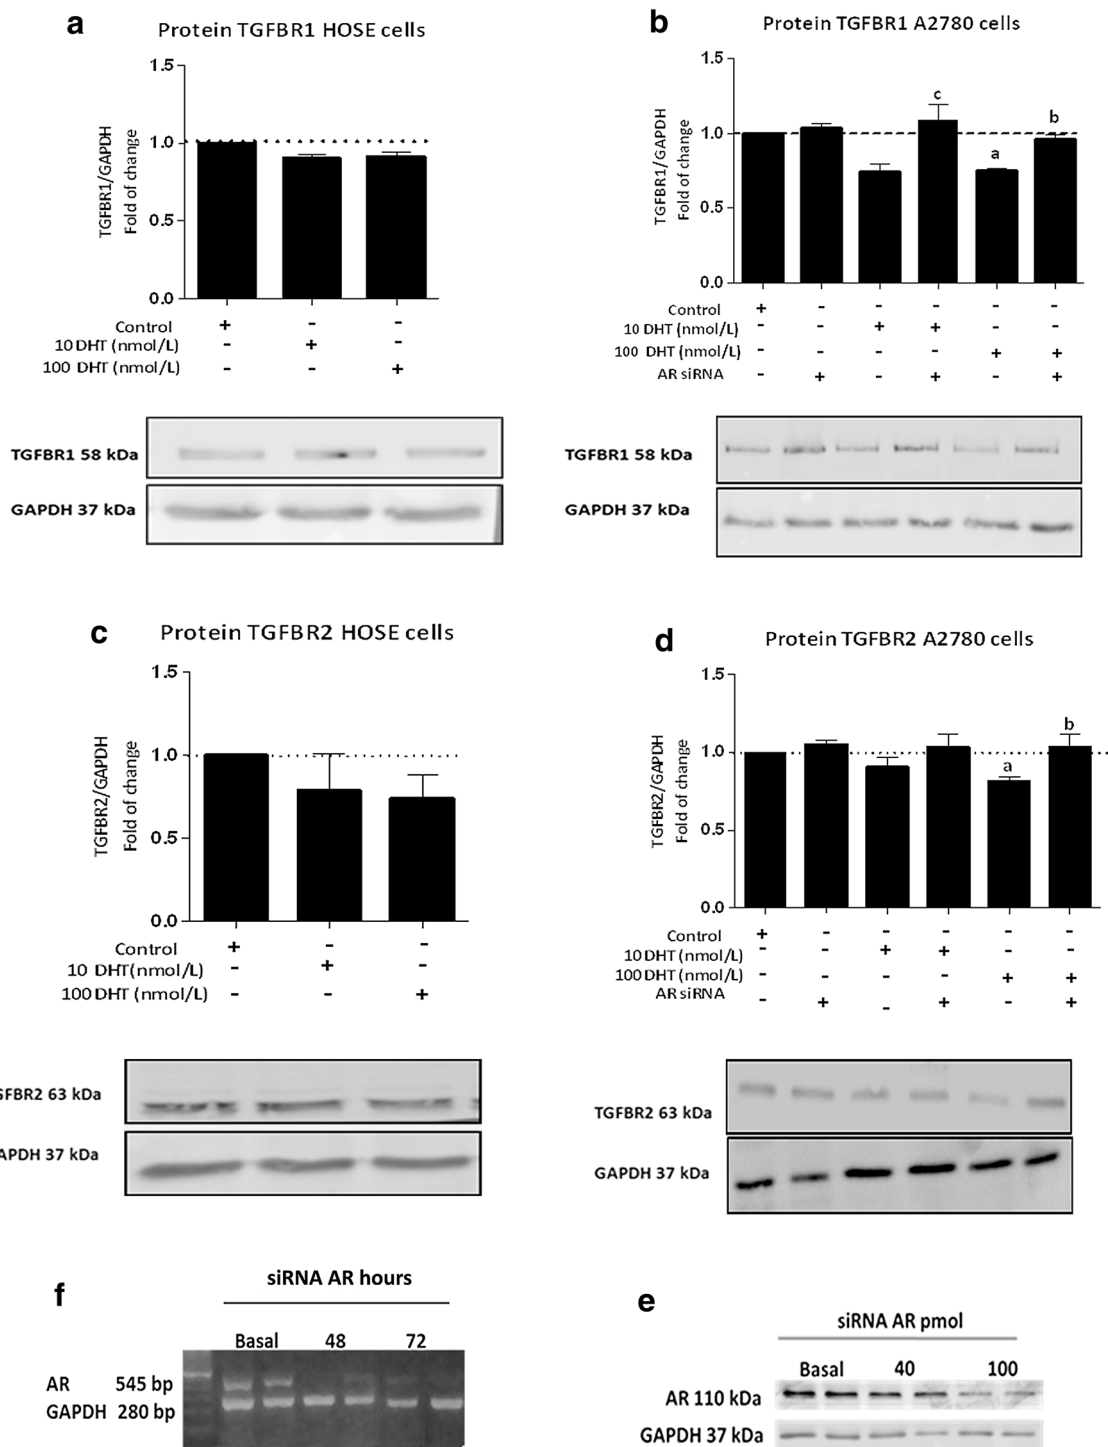 a
Protein TGFBR1 HOSE cells
TGFBR1/GAPDH
Fold of change
1.5
1.0
0.5
0.0
Control + - -
10 DHT (nmol/L) - + -
100 DHT (nmol/L) - - +
TGFBR1 58 kDa
GAPDH 37 kDa
b
Protein TGFBR1 A2780 cells
TGFBR1/GAPDH
Fold of change
1.5
1.0
0.5
0.0
c
a
b
Control + - - - - -
10 DHT (nmol/L) - - + + - -
100 DHT (nmol/L) - - - - + +
AR siRNA - + - + - +
TGFBR1 58 kDa
GAPDH 37 kDa
c
Protein TGFBR2 HOSE cells
TGFBR2/GAPDH
Fold of change
1.5
1.0
0.5
0.0
Control + - -
10 DHT(nmol/L) - + -
100 DHT (nmol/L) - - +
GFBR2 63 kDa
APDH 37 kDa
d
Protein TGFBR2 A2780 cells
TGFBR2/GAPDH
Fold of change
1.5
1.0
0.5
0.0
a
b
Control + - - - - -
10 DHT (nmol/L) - - + + - -
100 DHT (nmol/L) - - - - + +
AR siRNA - + - + - +
TGFBR2 63 kDa
GAPDH 37 kDa
f
siRNA AR hours
Basal 48 72
AR 545 bp
GAPDH 280 bp
e
siRNA AR pmol
Basal 40 100
AR 110 kDa
GAPDH 37 kDa